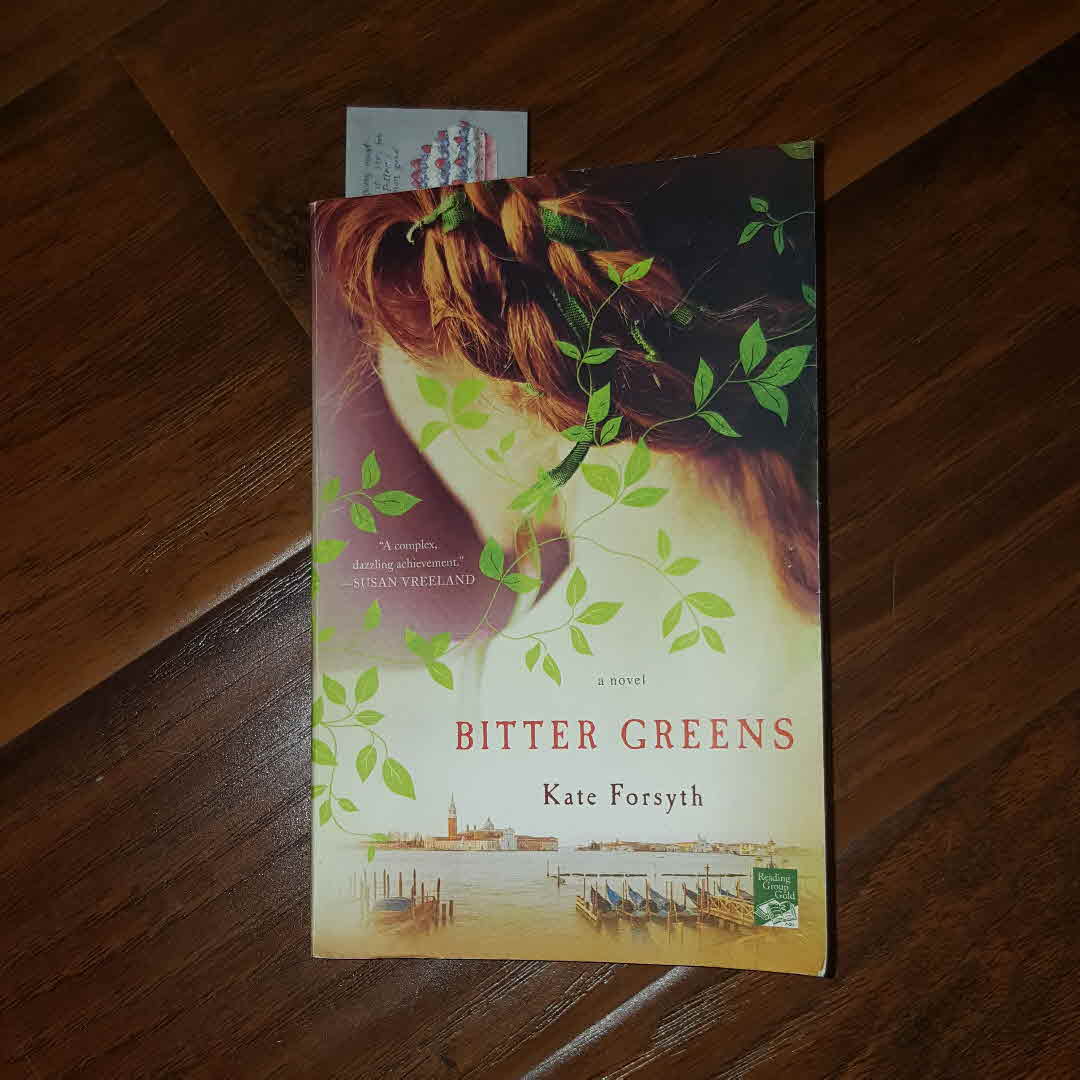 "A complex,
dazzling achievement."
—SUSAN VREELAND
a novel
BITTER GREENS
Kate Forsyth
Reading
Group
Gold